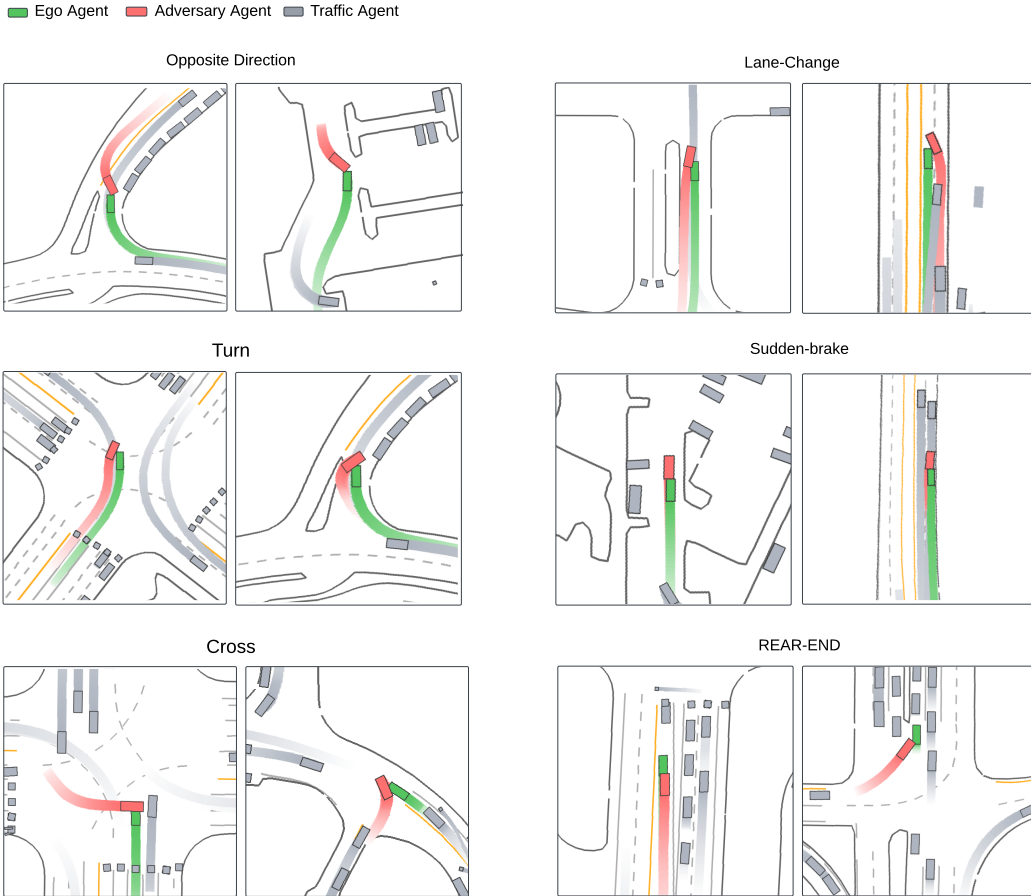 Ego Agent Adversary Agent Traffic Agent
Opposite Direction
Lane-Change
Turn
Sudden-brake
Cross
REAR-END